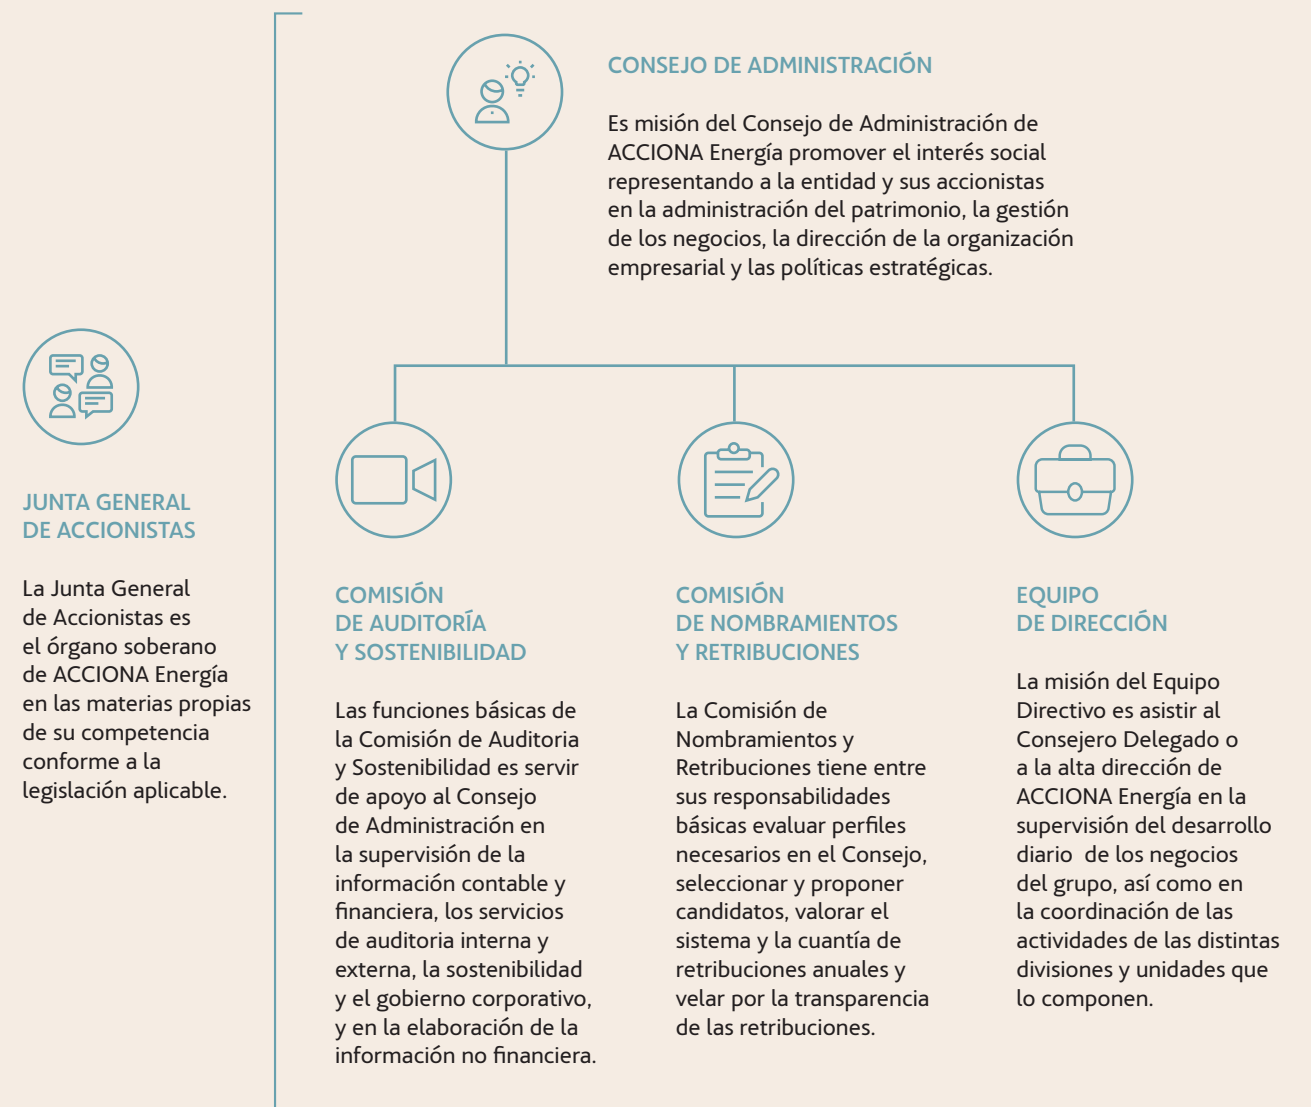 CONSEJO DE ADMINISTRACIÓN
Es misión del Consejo de Administración de
ACCIONA Energía promover el interés social
representando a la entidad y sus accionistas
en la administración del patrimonio, la gestión
de los negocios, la dirección de la organización
empresarial y las políticas estratégicas.
JUNTA GENERAL
DE ACCIONISTAS
La Junta General
de Accionistas es
el órgano soberano
de ACCIONA Energía
en las materias propias
de su competencia
conforme a la
legislación aplicable.
COMISIÓN
DE AUDITORÍA
Y SOSTENIBILIDAD
Las funciones básicas de
la Comisión de Auditoria
y Sostenibilidad es servir
de apoyo al Consejo
de Administración en
la supervisión de la
información contable y
financiera, los servicios
de auditoria interna y
externa, la sostenibilidad
y el gobierno corporativo,
y en la elaboración de la
información no financiera.
COMISIÓN
DE NOMBRAMIENTOS
Y RETRIBUCIONES
La Comisión de
Nombramientos y
Retribuciones tiene entre
sus responsabilidades
básicas evaluar perfiles
necesarios en el Consejo,
seleccionar y proponer
candidatos, valorar el
sistema y la cuantía de
retribuciones anuales y
velar por la transparencia
de las retribuciones.
EQUIPO
DE DIRECCIÓN
La misión del Equipo
Directivo es asistir al
Consejero Delegado o
a la alta dirección de
ACCIONA Energía en la
supervisión del desarrollo
diario  de los negocios
del grupo, así como en
la coordinación de las
actividades de las distintas
divisiones y unidades que
lo componen.